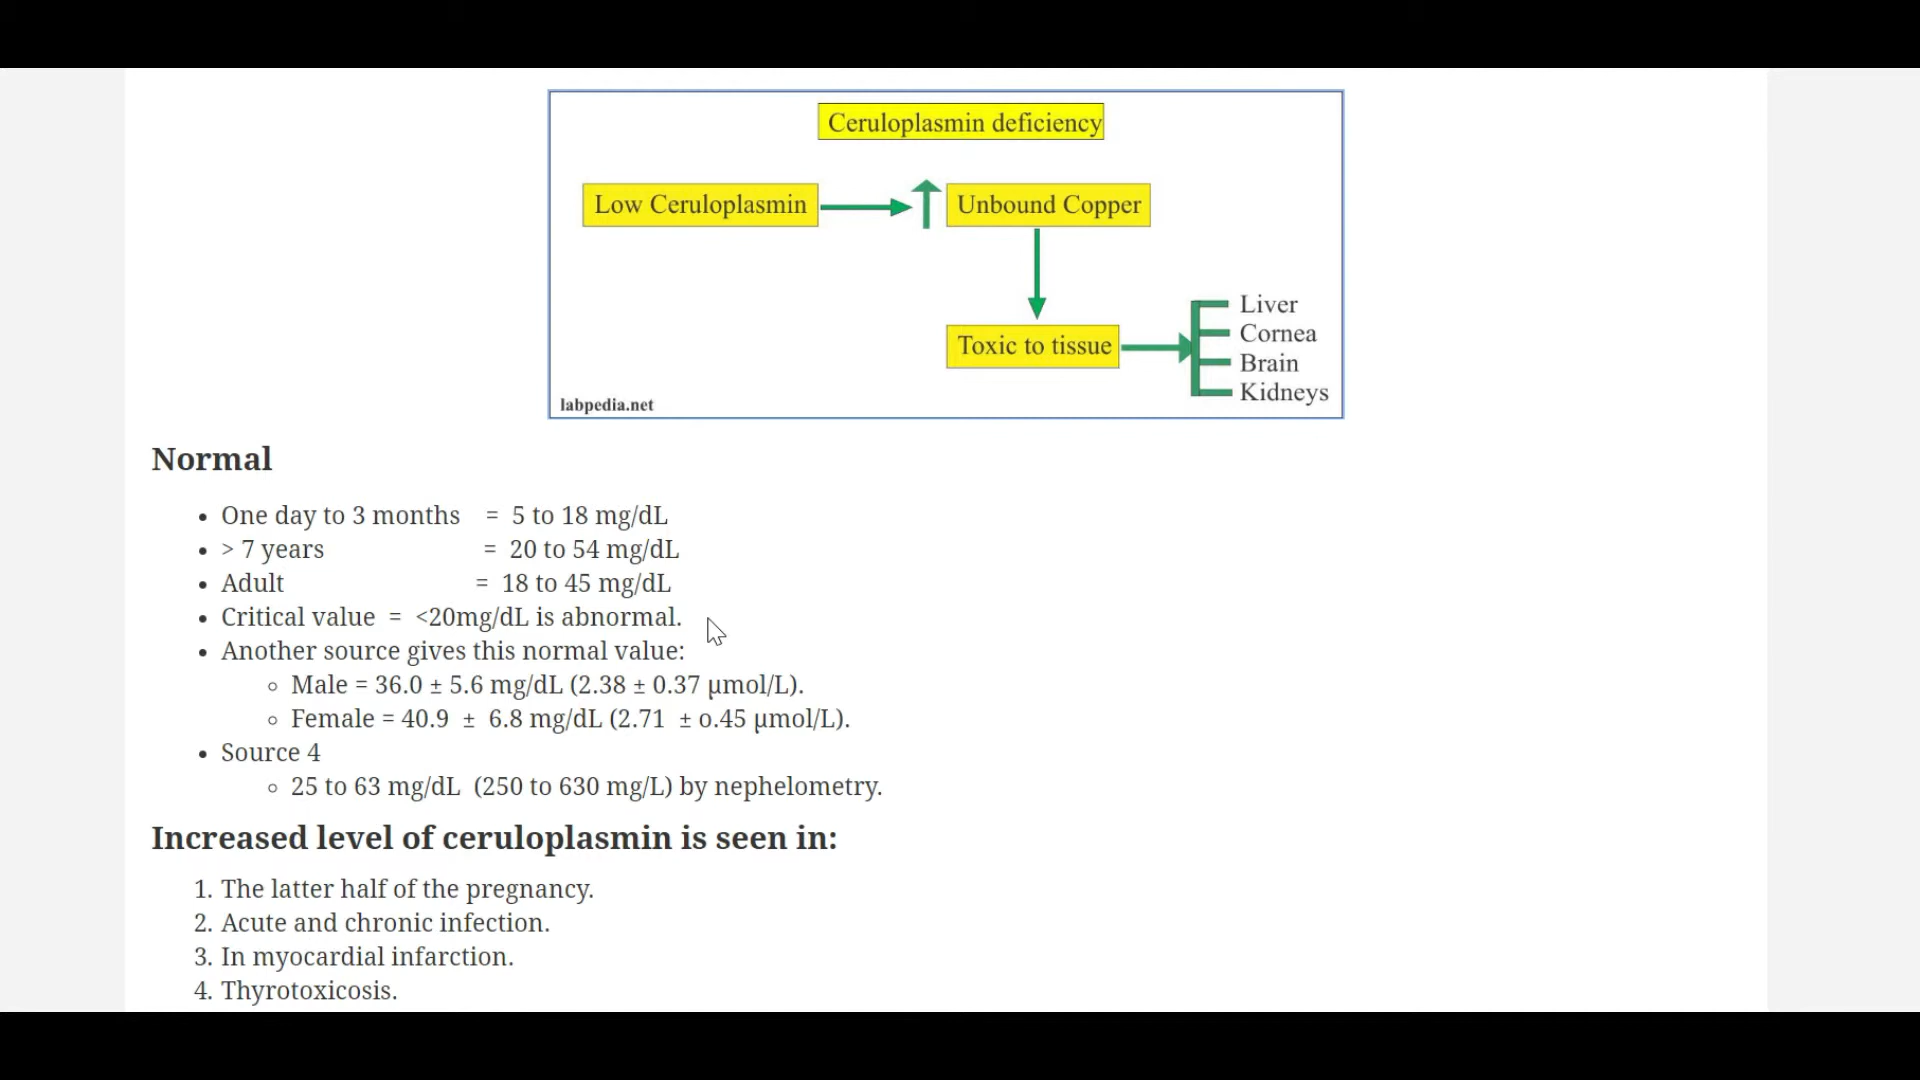 Ceruloplasmin deficiency
Low Ceruloplasmin
Unbound Copper
Toxic to tissue
Liver
Cornea
Brain
Kidneys
labpedia.net
Normal
• One day to 3 months = 5 to 18 mg/dL
• > 7 years = 20 to 54 mg/dL
• Adult = 18 to 45 mg/dL
• Critical value = <20mg/dL is abnormal.
• Another source gives this normal value:
◦ Male = 36.0 ± 5.6 mg/dL (2.38 ± 0.37 µmol/L).
◦ Female = 40.9 ± 6.8 mg/dL (2.71 ± o.45 µmol/L).
• Source 4
◦ 25 to 63 mg/dL (250 to 630 mg/L) by nephelometry.
Increased level of ceruloplasmin is seen in:
1. The latter half of the pregnancy.
2. Acute and chronic infection.
3. In myocardial infarction.
4. Thyrotoxicosis.